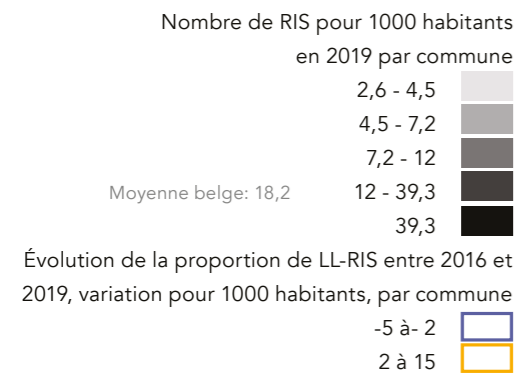 Nombre de RIS pour 1000 habitants
en 2019 par commune
2,6 - 4,5
4,5 - 7,2
7,2 - 12
Moyenne belge: 18,2 12 - 39,3
39,3
Évolution de la proportion de LL-RIS entre 2016 et
2019, variation pour 1000 habitants, par commune
-5 à- 2
2 à 15